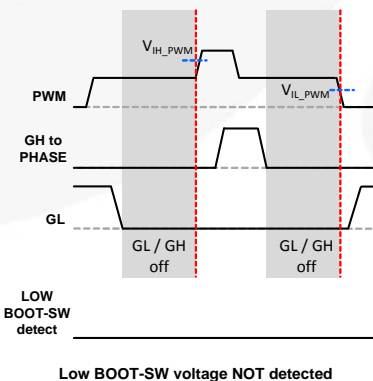 V_IH_PWM
V_IL_PWM
PWM
GH to
PHASE
GL
GL / GH
off
GL / GH
off
LOW
BOOT-SW
detect
Low BOOT-SW voltage NOT detected